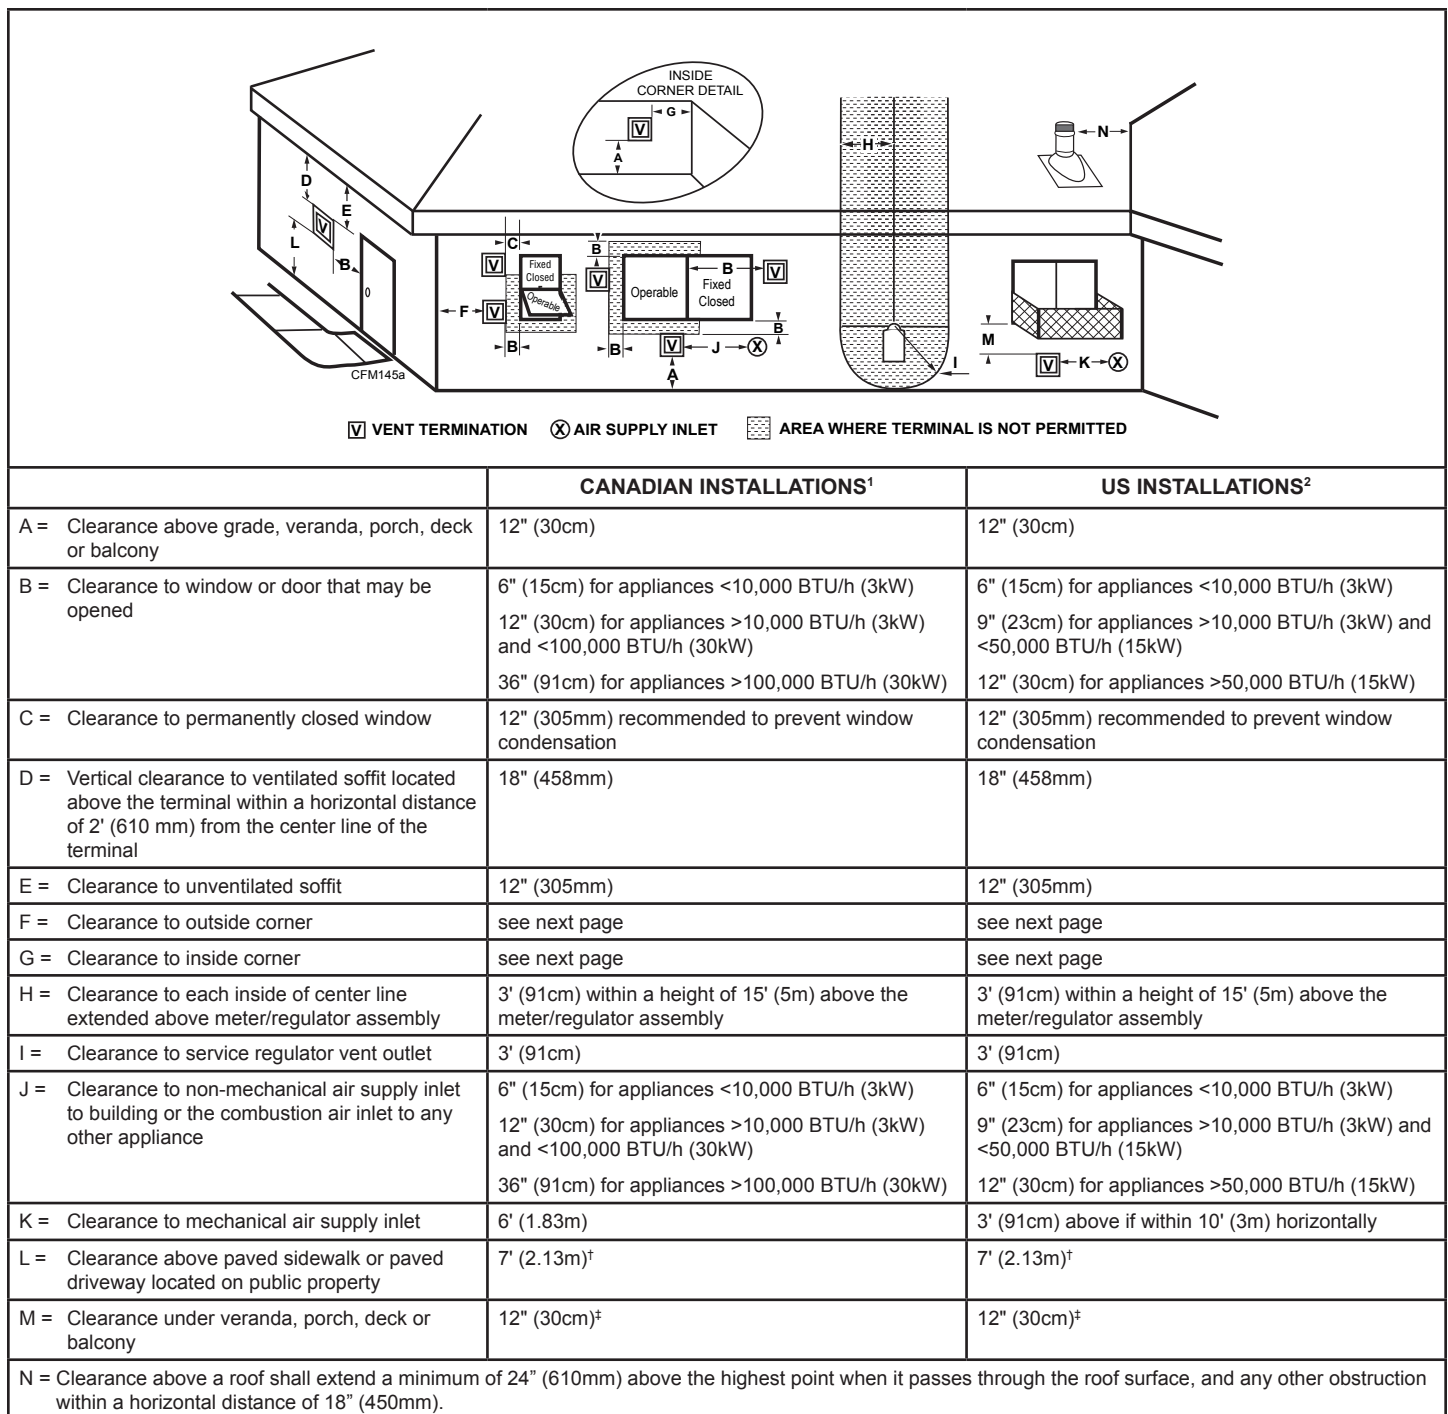 INSIDE
CORNER DETAIL
G
V
A
H
N
D
E
V
L
B
C
V
Fixed
Closed
Operable
F
V
B
B
V
Operable
B
Fixed
Closed
V
B
B
V
J
X
A
I
M
V
K
X
CFM145a
V VENT TERMINATION X AIR SUPPLY INLET AREA WHERE TERMINAL IS NOT PERMITTED
CANADIAN INSTALLATIONS¹
US INSTALLATIONS²
A = Clearance above grade, veranda, porch, deck
or balcony
12" (30cm)
12" (30cm)
B = Clearance to window or door that may be
opened
6" (15cm) for appliances <10,000 BTU/h (3kW)
12" (30cm) for appliances >10,000 BTU/h (3kW)
and <100,000 BTU/h (30kW)
36" (91cm) for appliances >100,000 BTU/h (30kW)
6" (15cm) for appliances <10,000 BTU/h (3kW)
9" (23cm) for appliances >10,000 BTU/h (3kW) and
<50,000 BTU/h (15kW)
12" (30cm) for appliances >50,000 BTU/h (15kW)
C = Clearance to permanently closed window
12" (305mm) recommended to prevent window
condensation
12" (305mm) recommended to prevent window
condensation
D = Vertical clearance to ventilated soffit located
above the terminal within a horizontal distance
of 2' (610 mm) from the center line of the
terminal
18" (458mm)
18" (458mm)
E = Clearance to unventilated soffit
12" (305mm)
12" (305mm)
F = Clearance to outside corner
see next page
see next page
G = Clearance to inside corner
see next page
see next page
H = Clearance to each inside of center line
extended above meter/regulator assembly
3' (91cm) within a height of 15' (5m) above the
meter/regulator assembly
3' (91cm) within a height of 15' (5m) above the
meter/regulator assembly
I = Clearance to service regulator vent outlet
3' (91cm)
3' (91cm)
J = Clearance to non-mechanical air supply inlet
to building or the combustion air inlet to any
other appliance
6" (15cm) for appliances <10,000 BTU/h (3kW)
12" (30cm) for appliances >10,000 BTU/h (3kW)
and <100,000 BTU/h (30kW)
36" (91cm) for appliances >100,000 BTU/h (30kW)
6" (15cm) for appliances <10,000 BTU/h (3kW)
9" (23cm) for appliances >10,000 BTU/h (3kW) and
<50,000 BTU/h (15kW)
12" (30cm) for appliances >50,000 BTU/h (15kW)
K = Clearance to mechanical air supply inlet
6' (1.83m)
3' (91cm) above if within 10' (3m) horizontally
L = Clearance above paved sidewalk or paved
driveway located on public property
7' (2.13m)†
7' (2.13m)†
M = Clearance under veranda, porch, deck or
balcony
12" (30cm)‡
12" (30cm)‡
N = Clearance above a roof shall extend a minimum of 24” (610mm) above the highest point when it passes through the roof surface, and any other obstruction
within a horizontal distance of 18” (450mm).